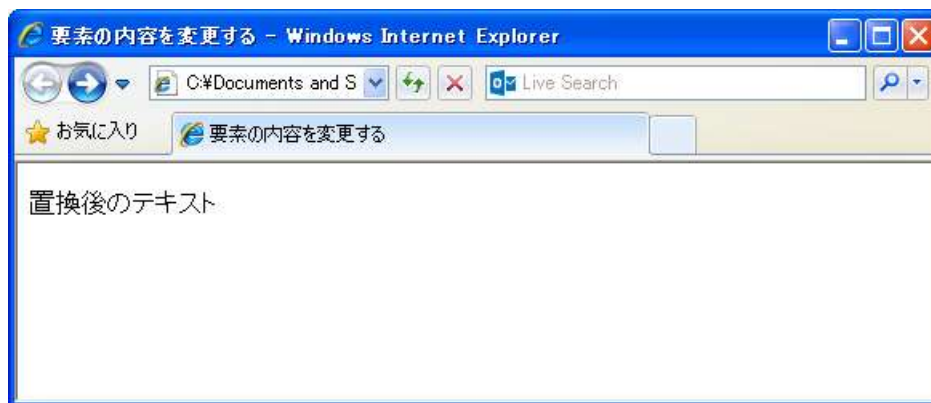 要素の内容を変更する - Windows Internet Explorer
C:¥Documents and S
Live Search
お気に入り
要素の内容を変更する
置換後のテキスト